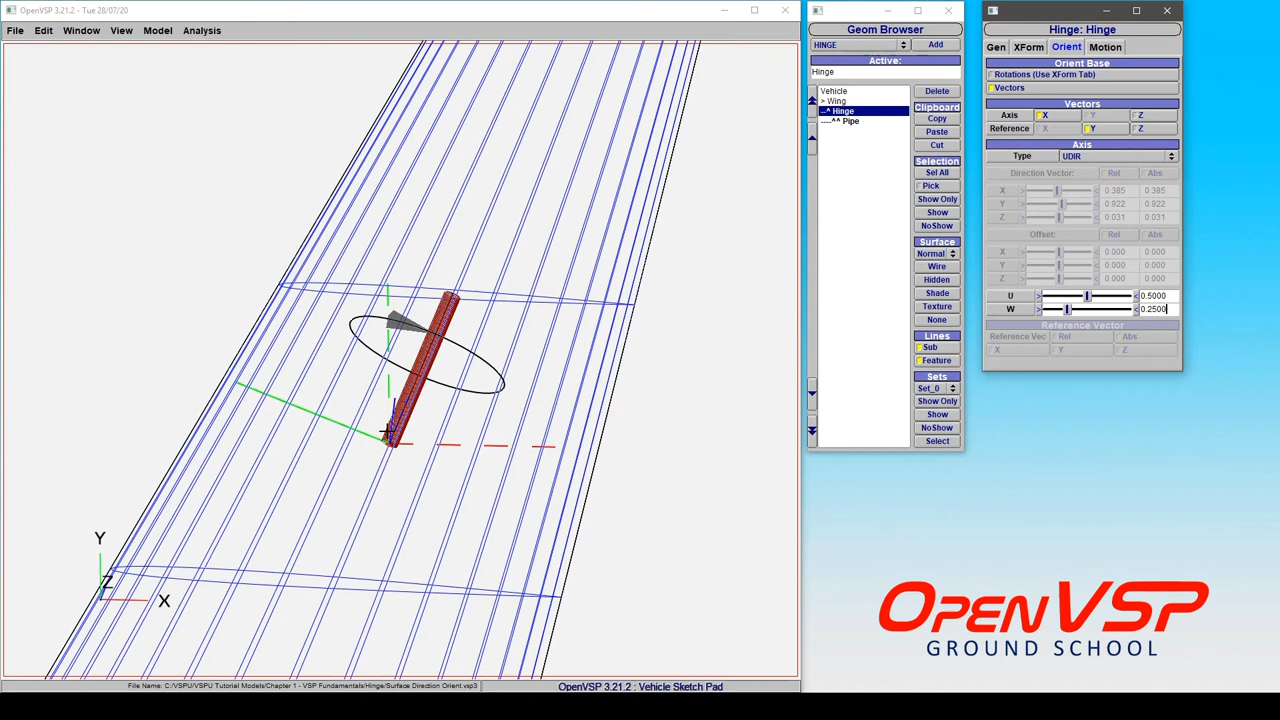 OpenVSP 3.21.2 - Tue 28/07/20
File Edit Window View Model Analysis
Y
Z
X
File Name: C:/VSPU/VSPU Tutorial Models/Chapter 1 - VSP Fundamentals/Hinge/Surface Direction Orient.vsp3
OpenVSP 3.21.2 : Vehicle Sketch Pad
Geom Browser
HINGE Add
Active:
Hinge
Vehicle
> Wing
--^ Hinge
----^^ Pipe
Delete
Clipboard
Copy
Paste
Cut
Selection
Sel All
Pick
Show Only
Show
NoShow
Surface
Normal
Wire
Hidden
Shade
Texture
None
Lines
Sub
Feature
Sets
Set_0
Show Only
Show
NoShow
Select
Hinge: Hinge
Gen XForm Orient Motion
Orient Base
Rotations (Use XForm Tab)
Vectors
Vectors
Axis X Y Z
Reference X Y Z
Axis
Type UDIR
Direction Vector: Rel Abs
X > < 0.385 0.385
Y > < 0.922 0.922
Z > < 0.031 0.031
Offset: Rel Abs
X > < 0.000 0.000
Y > < 0.000 0.000
Z > < 0.000 0.000
U > < 0.5000
W > < 0.2500
Reference Vector
Reference Vec Rel Abs
X Y Z
OPENVSP
GROUND SCHOOL